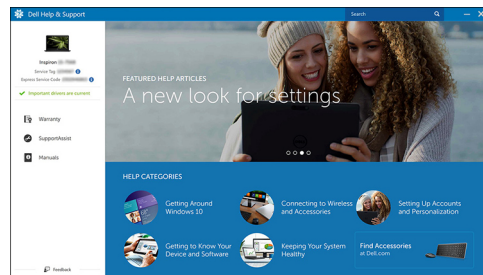 Dell Help & Support
Search
Inspiron
Service Tag
Express Service Code
Important drivers are current
Warranty
SupportAssist
Manuals
Feedback
FEATURED HELP ARTICLES
A new look for settings
HELP CATEGORIES
Getting Around
Windows 10
Connecting to Wireless
and Accessories
Setting Up Accounts
and Personalization
Getting to Know Your
Device and Software
Keeping Your System
Healthy
Find Accessories
at Dell.com